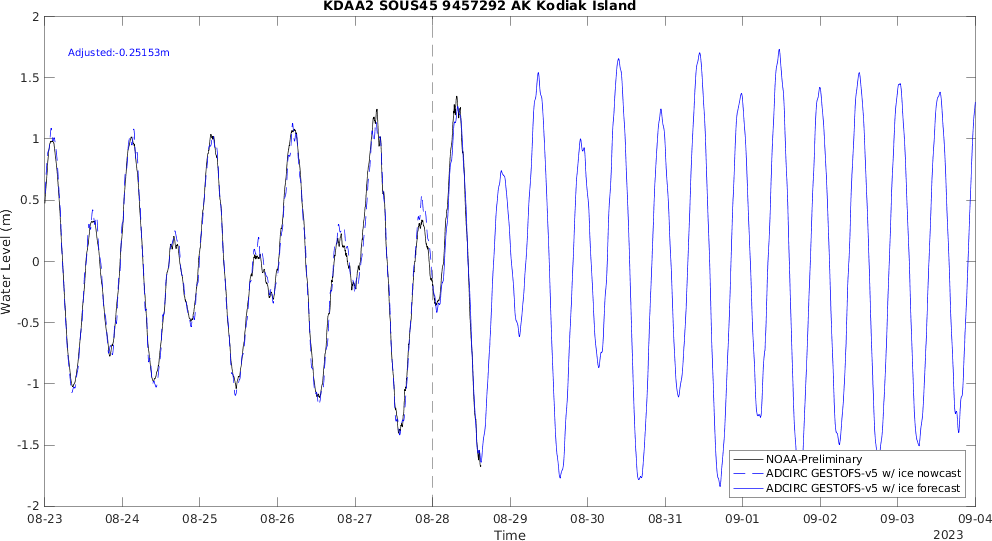 KDAA2 SOUS45 9457292 AK Kodiak Island
Adjusted:-0.25153m
Water Level (m)
2
1.5
1
0.5
0
-0.5
-1
-1.5
-2
NOAA-Preliminary
ADCIRC GESTOFS-v5 w/ ice nowcast
ADCIRC GESTOFS-v5 w/ ice forecast
08-23 08-24 08-25 08-26 08-27 08-28 08-29 08-30 08-31 09-01 09-02 09-03 09-04
Time
2023